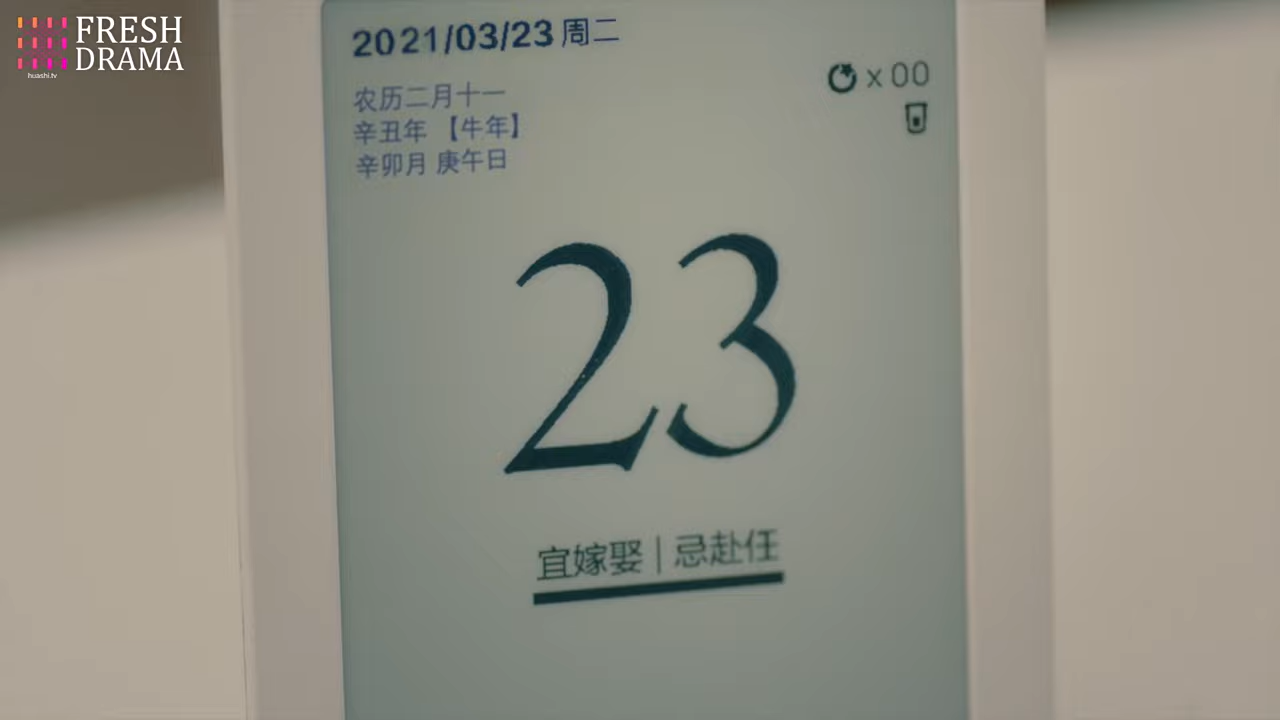 FRESH
DRAMA
huashi.tv
2021/03/23 周二
农历二月十一
辛丑年【牛年】
辛卯月 庚午日
x 00
23
宜嫁娶 | 忌赴任